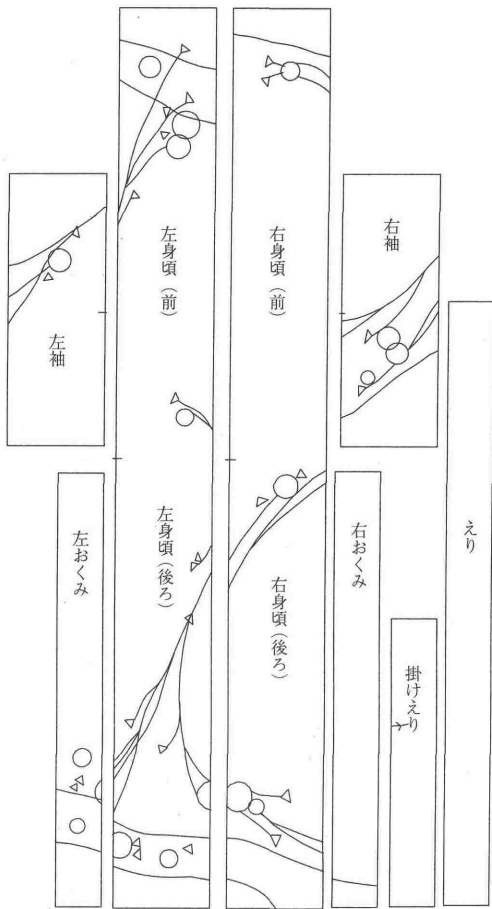 えり
掛けえり
右袖
右おくみ
右身頃（前）
右身頃（後ろ）
左身頃（前）
左身頃（後ろ）
左袖
左おくみ